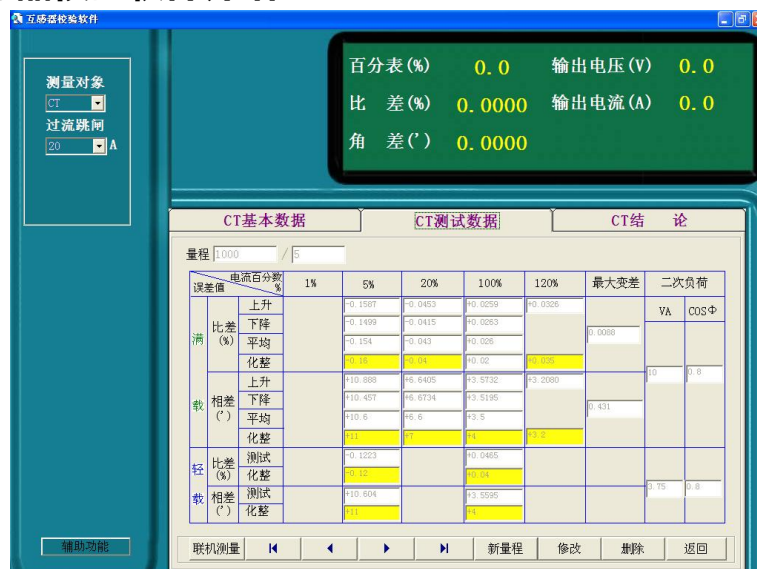 互感器校验软件
测量对象
CT
过流跳闸
20 A
百分表(%) 0.0 输出电压(V) 0.0
比 差(%) 0.0000 输出电流(A) 0.0
角 差(') 0.0000
CT基本数据 CT测试数据 CT结 论
量程 1000 / 5
误差值 电流百分数 % 1% 5% 20% 100% 120% 最大变差 二次负荷
VA COSΦ
满载 比差(%) 上升 -0.1587 -0.0453 +0.0259 +0.0326 0.0088
下降 -0.1499 -0.0415 +0.0263
平均 -0.154 -0.043 +0.026
化整 -0.16 -0.04 +0.02 +0.035
10 0.8
相差(') 上升 +10.888 +6.6405 +3.5732 +3.2080 0.431
下降 +10.457 +6.6734 +3.5195
平均 +10.6 +6.6 +3.5
化整 +11 +7 +4 +3.2
轻载 比差(%) 测试 -0.1223 +0.0465
化整 -0.12 +0.04
3.75 0.8
相差(') 测试 +10.604 +3.5595
化整 +11 +4
辅助功能 联机测量 新量程 修改 删除 返回